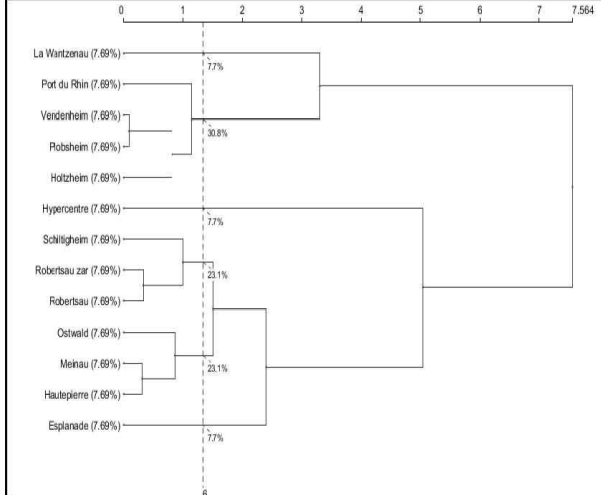 0 1 2 3 4 5 6 7 7.564
La Wantzenau (7.69%)
7.7%
Port du Rhin (7.69%)
Vendenheim (7.69%)
30.8%
Plobsheim (7.69%)
Holtzheim (7.69%)
Hypercentre (7.69%)
7.7%
Schiltigheim (7.69%)
Robertsau zar (7.69%)
23.1%
Robertsau (7.69%)
Ostwald (7.69%)
Meinau (7.69%)
23.1%
Hautepierre (7.69%)
Esplanade (7.69%)
7.7%
6